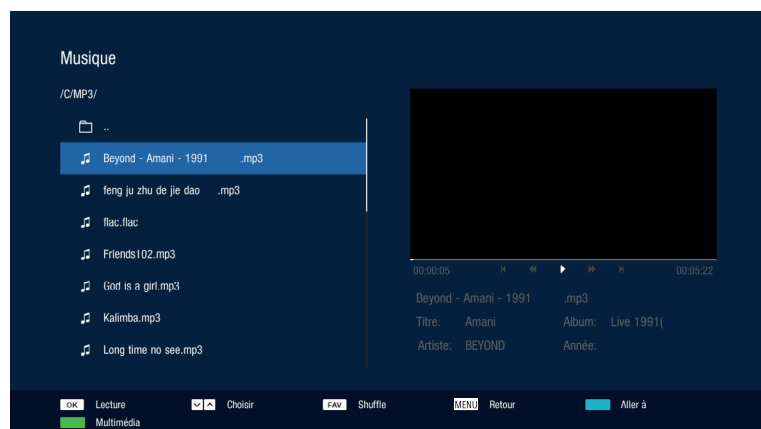 Musique
/C/MP3/
..
Beyond - Amani - 1991 .mp3
feng ju zhu de jie dao .mp3
flac.flac
Friends102.mp3
God is a girl.mp3
Kalimba.mp3
Long time no see.mp3
00:00:05 00:05:22
Beyond - Amani - 1991 .mp3
Titre: Amani Album: Live 1991(
Artiste: BEYOND Année:
OK Lecture Choisir FAV Shuffle MENU Retour Aller à
Multimédia